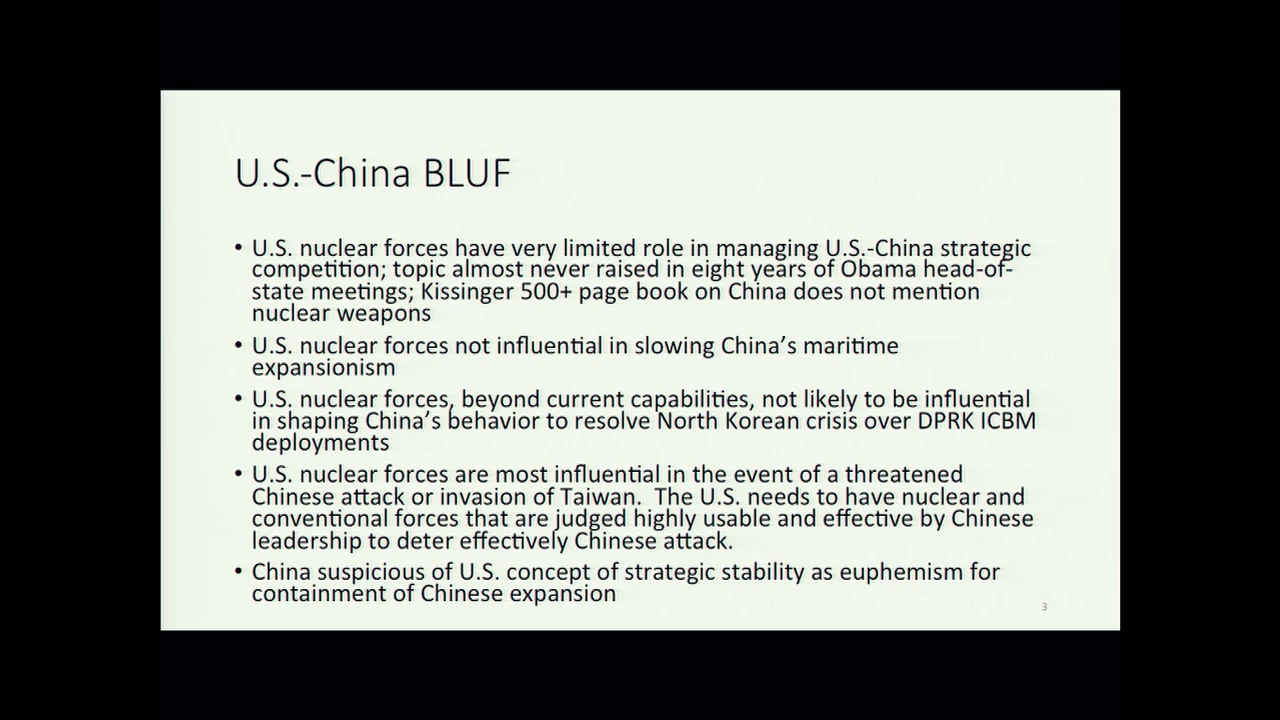 U.S.-China BLUF
• U.S. nuclear forces have very limited role in managing U.S.-China strategic
competition; topic almost never raised in eight years of Obama head-of-
state meetings; Kissinger 500+ page book on China does not mention
nuclear weapons
• U.S. nuclear forces not influential in slowing China’s maritime
expansionism
• U.S. nuclear forces, beyond current capabilities, not likely to be influential
in shaping China’s behavior to resolve North Korean crisis over DPRK ICBM
deployments
• U.S. nuclear forces are most influential in the event of a threatened
Chinese attack or invasion of Taiwan.  The U.S. needs to have nuclear and
conventional forces that are judged highly usable and effective by Chinese
leadership to deter effectively Chinese attack.
• China suspicious of U.S. concept of strategic stability as euphemism for
containment of Chinese expansion
3